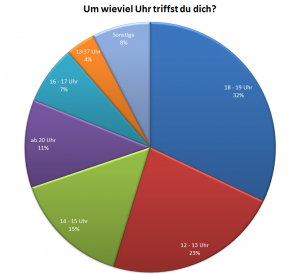 Um wieviel Uhr triffst du dich?
Sonstige
8%
13:37 Uhr
4%
16 - 17 Uhr
7%
18 - 19 Uhr
32%
ab 20 Uhr
11%
14 - 15 Uhr
15%
12 - 13 Uhr
23%